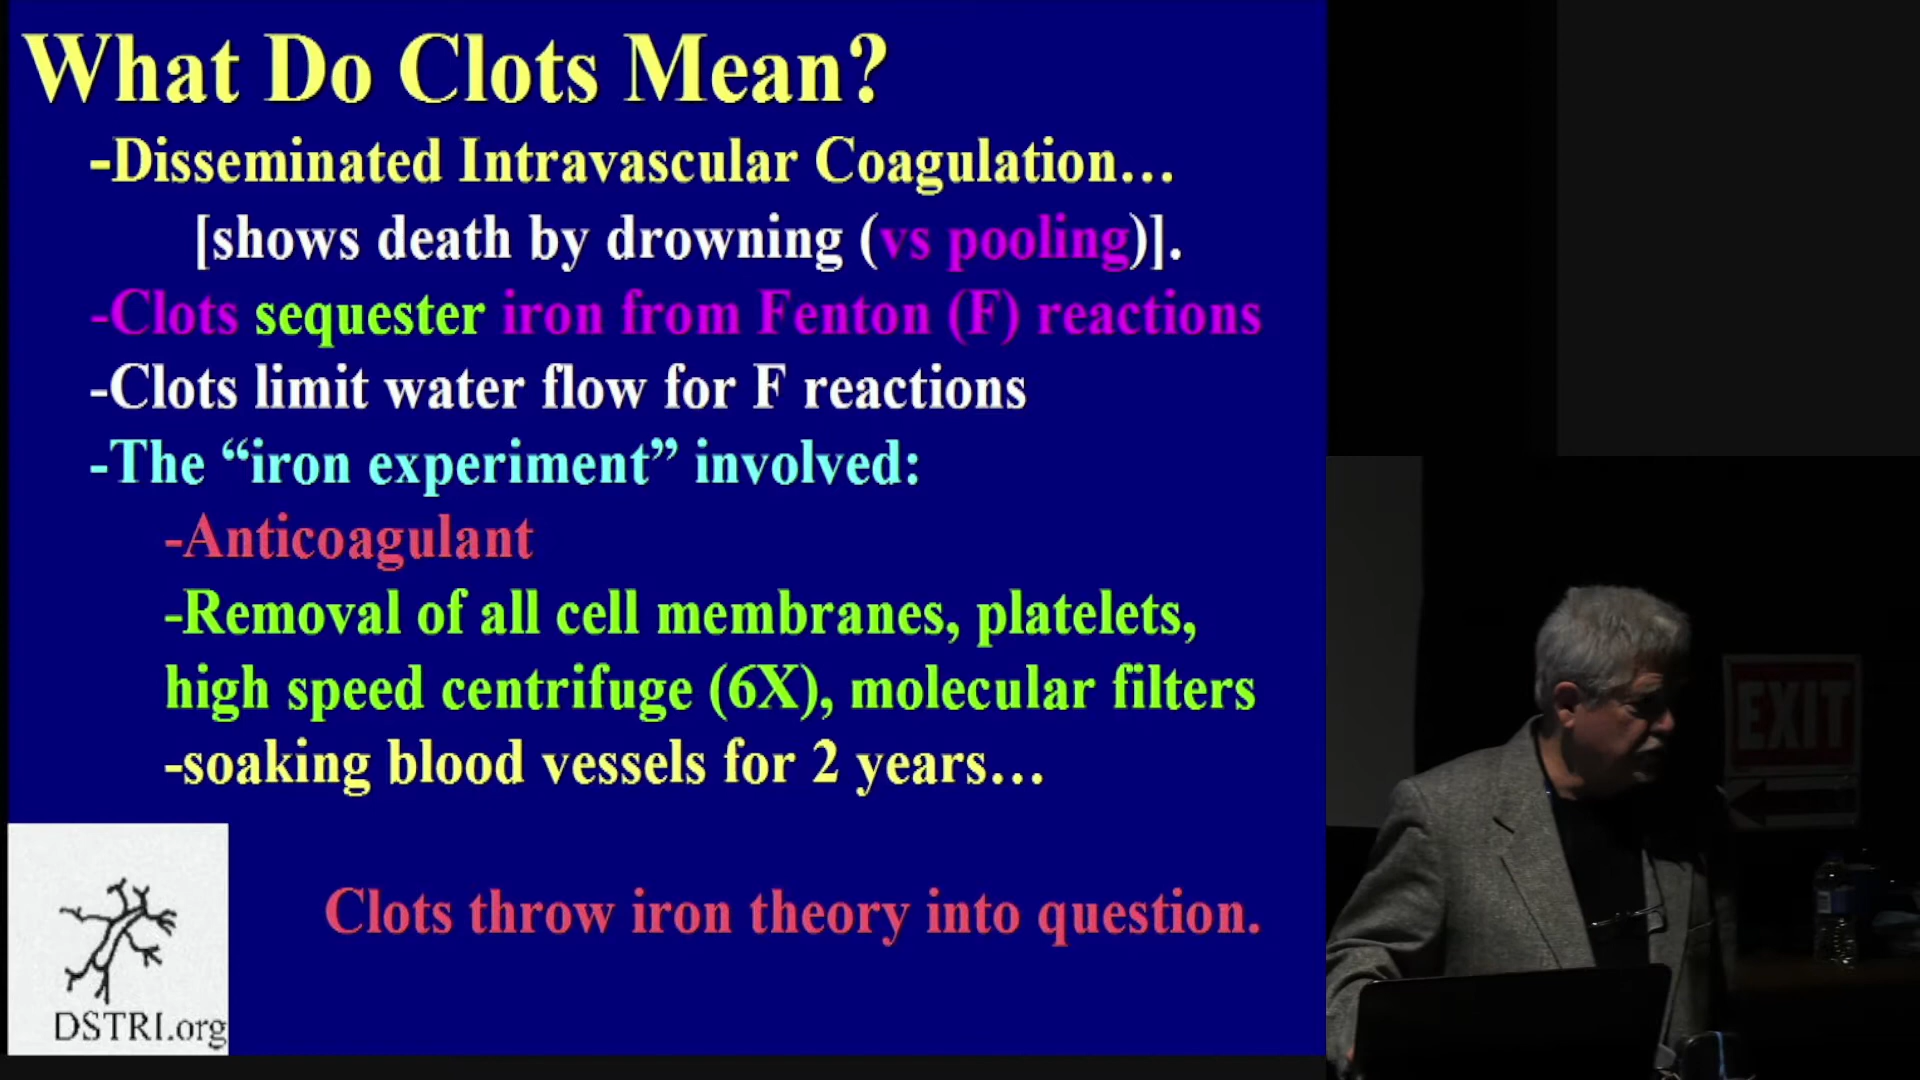 What Do Clots Mean?
-Disseminated Intravascular Coagulation…
[shows death by drowning (vs pooling)].
-Clots sequester iron from Fenton (F) reactions
-Clots limit water flow for F reactions
-The “iron experiment” involved:
-Anticoagulant
-Removal of all cell membranes, platelets,
high speed centrifuge (6X), molecular filters
-soaking blood vessels for 2 years…
Clots throw iron theory into question.
DSTRI.org
EXIT